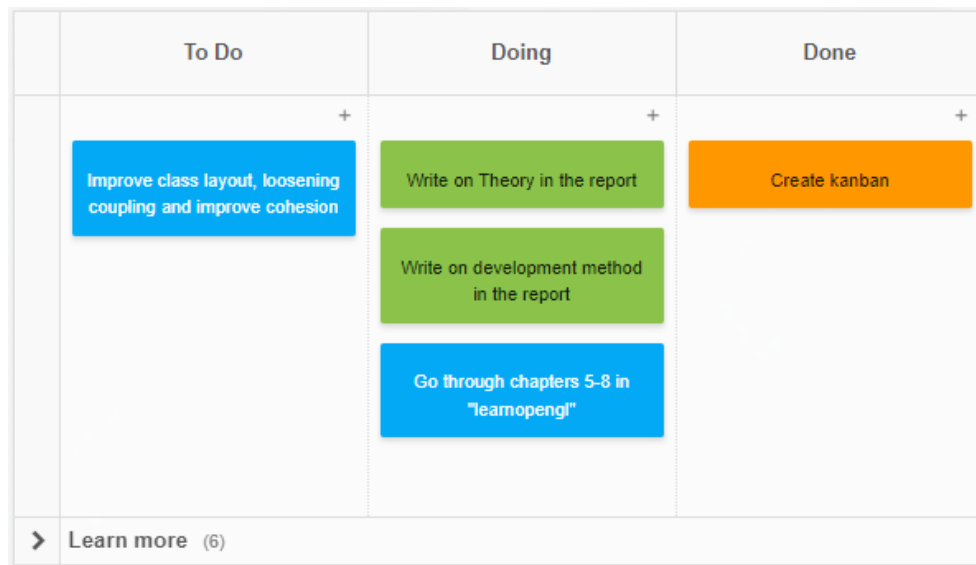 To Do
Doing
Done
+
+
+
Improve class layout, loosening
coupling and improve cohesion
Write on Theory in the report
Write on development method
in the report
Go through chapters 5-8 in
"learnopengl"
Create kanban
Learn more (6)